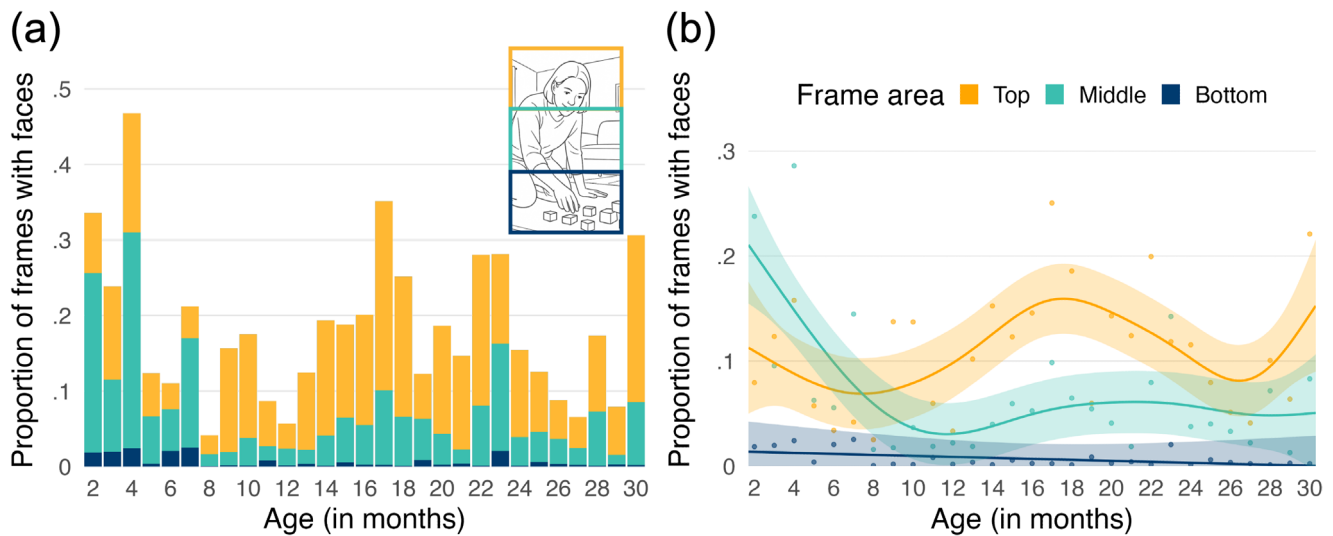 (a)
Proportion of frames with faces
.5
.4
.3
.2
.1
0
2 4 6 8 10 12 14 16 18 20 22 24 26 28 30
Age (in months)
(b)
Frame area Top Middle Bottom
Proportion of frames with faces
.3
.2
.1
0
2 4 6 8 10 12 14 16 18 20 22 24 26 28 30
Age (in months)